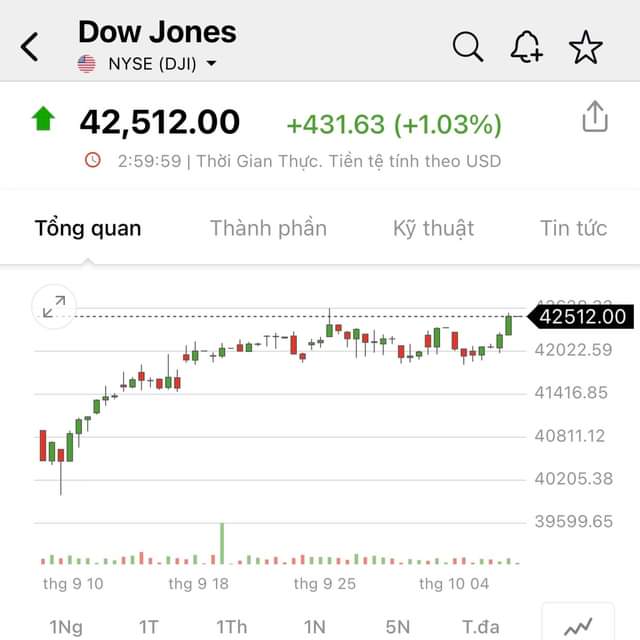 Dow Jones
NYSE (DJI)
42,512.00 +431.63 (+1.03%)
2:59:59 | Thời Gian Thực. Tiền tệ tính theo USD
Tổng quan Thành phần Kỹ thuật Tin tức
42512.00
42022.59
41416.85
40811.12
40205.38
39599.65
thg 9 10 thg 9 18 thg 9 25 thg 10 04
1Ng 1T 1Th 1N 5N T.đa